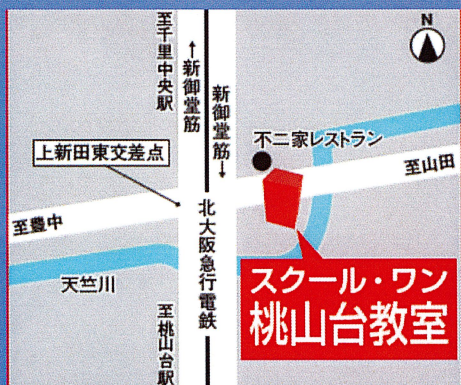 至千里中央駅
↑新御堂筋
新御堂筋↓
N
不二家レストラン
上新田東交差点
至山田
至豊中
北大阪急行電鉄
天竺川
スクール・ワン
桃山台教室
至桃山台駅